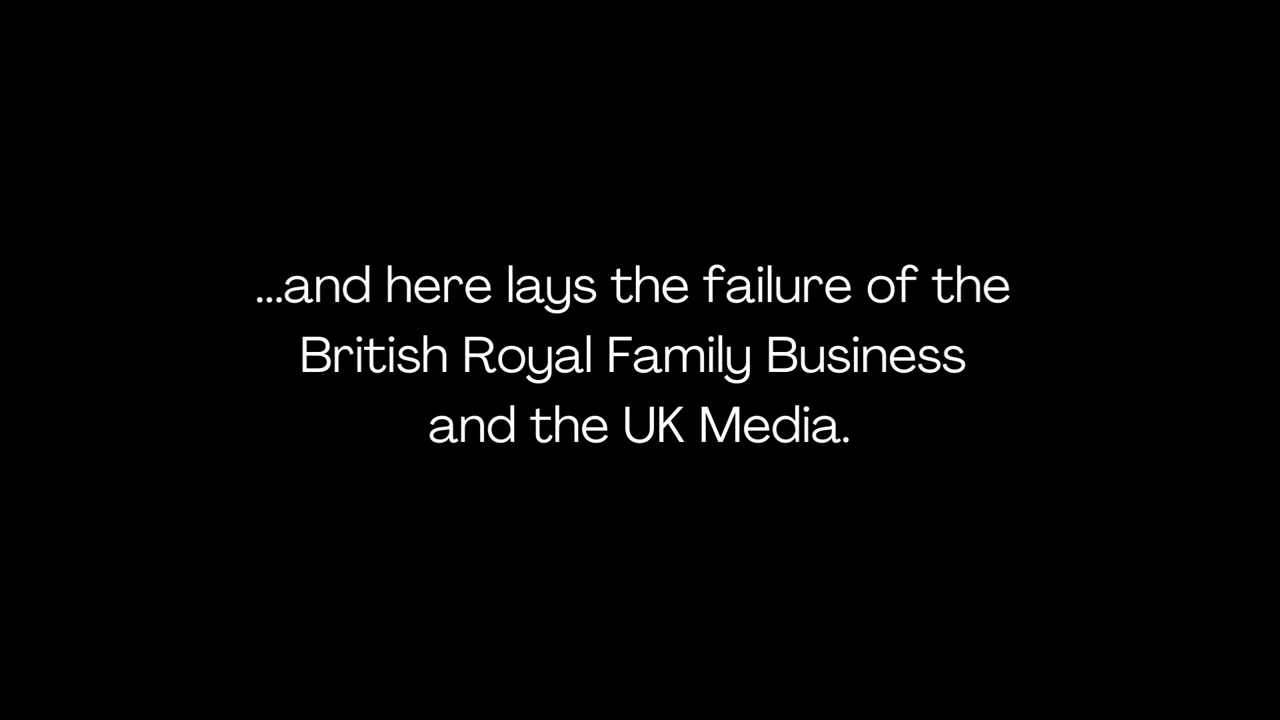 ...and here lays the failure of the
British Royal Family Business
and the UK Media.